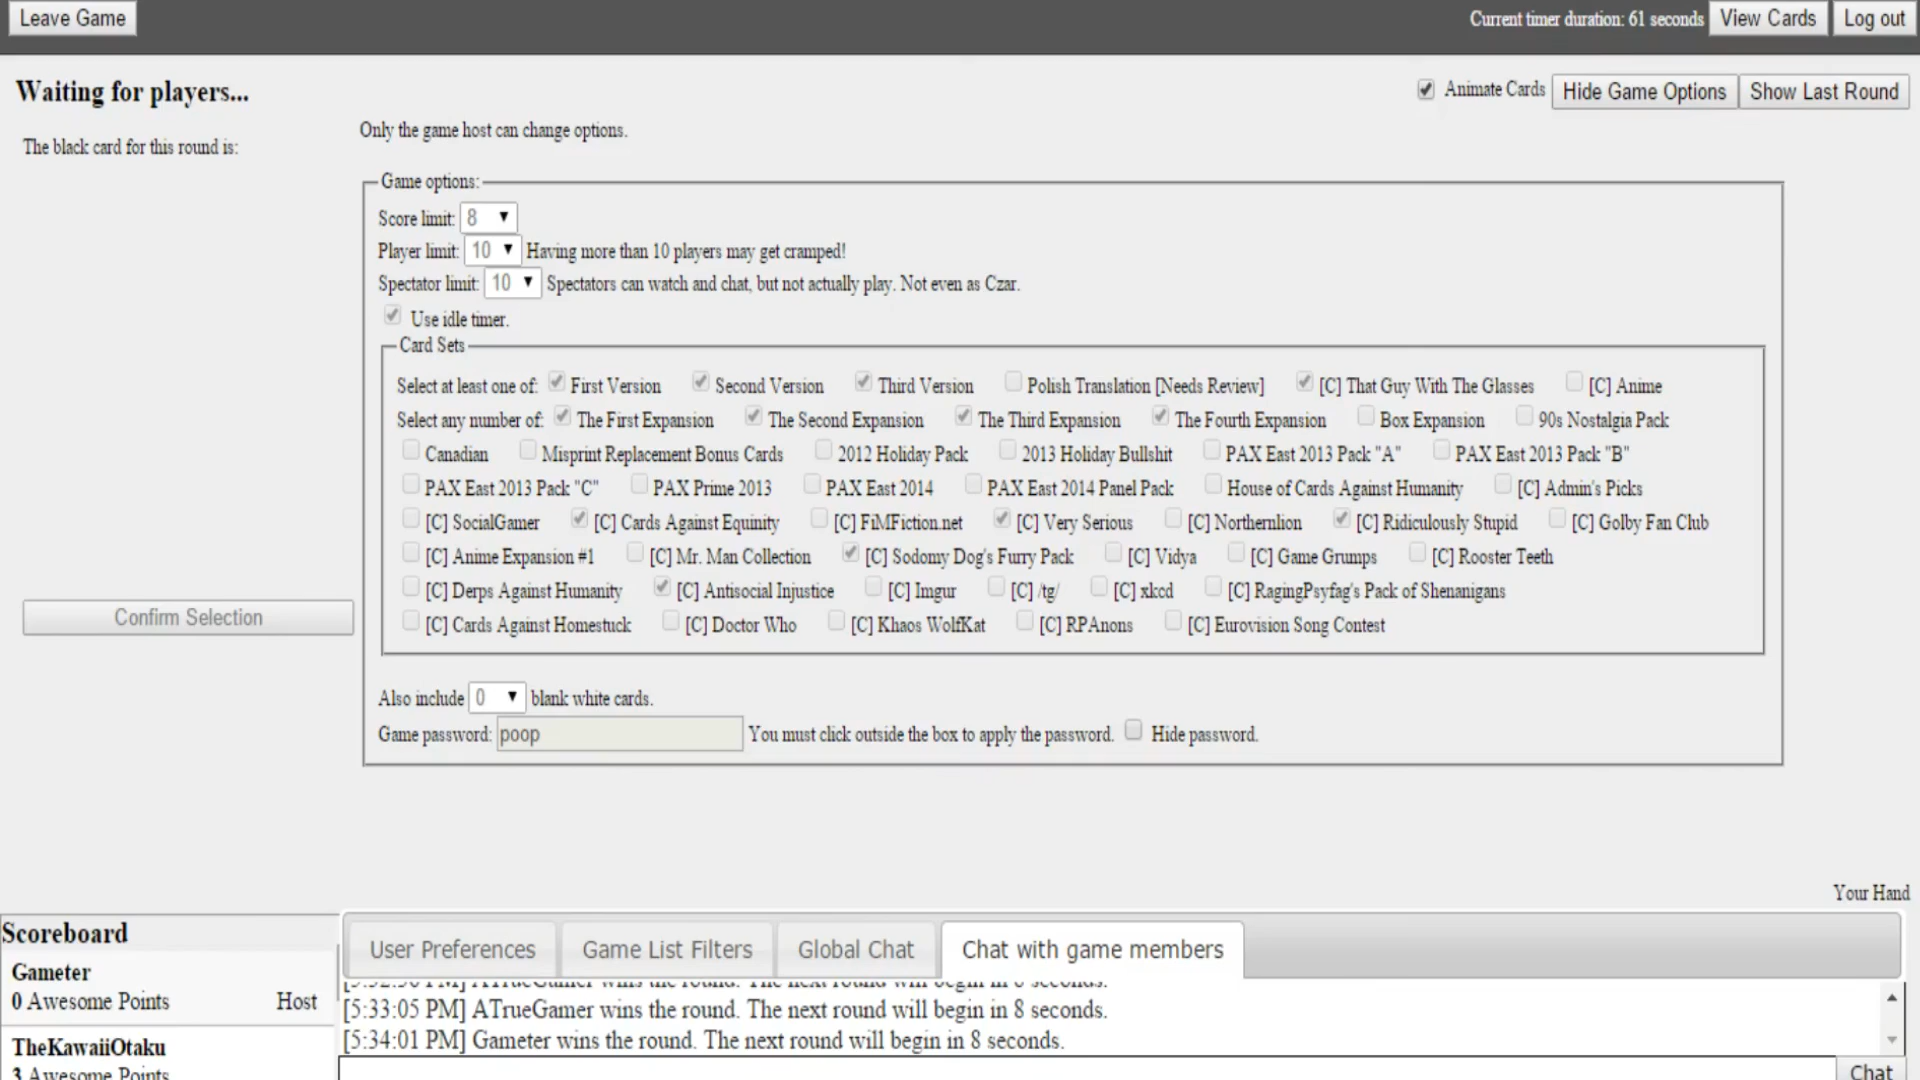 Leave Game
Current timer duration: 61 seconds View Cards Log out
Waiting for players...
Animate Cards Hide Game Options Show Last Round
Only the game host can change options.
The black card for this round is:
Game options:
Score limit: 8
Player limit: 10 Having more than 10 players may get cramped!
Spectator limit: 10 Spectators can watch and chat, but not actually play. Not even as Czar.
Use idle timer.
Card Sets
Select at least one of: First Version Second Version Third Version Polish Translation [Needs Review] [C] That Guy With The Glasses [C] Anime
Select any number of: The First Expansion The Second Expansion The Third Expansion The Fourth Expansion Box Expansion 90s Nostalgia Pack
Canadian Misprint Replacement Bonus Cards 2012 Holiday Pack 2013 Holiday Bullshit PAX East 2013 Pack "A" PAX East 2013 Pack "B"
PAX East 2013 Pack "C" PAX Prime 2013 PAX East 2014 PAX East 2014 Panel Pack House of Cards Against Humanity [C] Admin's Picks
[C] SocialGamer [C] Cards Against Equinity [C] FiMFiction.net [C] Very Serious [C] Northernlion [C] Ridiculously Stupid [C] Golby Fan Club
[C] Anime Expansion #1 [C] Mr. Man Collection [C] Sodomy Dog's Furry Pack [C] Vidya [C] Game Grumps [C] Rooster Teeth
[C] Derps Against Humanity [C] Antisocial Injustice [C] Imgur [C] /tg/ [C] xkcd [C] RagingPsyfag's Pack of Shenanigans
[C] Cards Against Homestuck [C] Doctor Who [C] Khaos WolfKat [C] RPAnons [C] Eurovision Song Contest
Confirm Selection
Also include 0 blank white cards.
Game password: poop You must click outside the box to apply the password. Hide password.
Your Hand
Scoreboard
Gameter
0 Awesome Points Host
TheKawaiiOtaku
3 Awesome Points
User Preferences Game List Filters Global Chat Chat with game members
[5:33:05 PM] ATrueGamer wins the round. The next round will begin in 8 seconds.
[5:34:01 PM] Gameter wins the round. The next round will begin in 8 seconds.
Chat